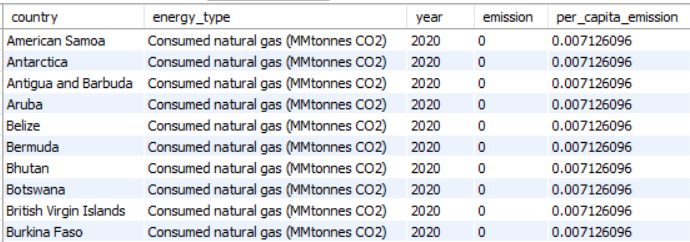 country energy_type year emission per_capita_emission
American Samoa Consumed natural gas (MMtonnes CO2) 2020 0 0.007126096
Antarctica Consumed natural gas (MMtonnes CO2) 2020 0 0.007126096
Antigua and Barbuda Consumed natural gas (MMtonnes CO2) 2020 0 0.007126096
Aruba Consumed natural gas (MMtonnes CO2) 2020 0 0.007126096
Belize Consumed natural gas (MMtonnes CO2) 2020 0 0.007126096
Bermuda Consumed natural gas (MMtonnes CO2) 2020 0 0.007126096
Bhutan Consumed natural gas (MMtonnes CO2) 2020 0 0.007126096
Botswana Consumed natural gas (MMtonnes CO2) 2020 0 0.007126096
British Virgin Islands Consumed natural gas (MMtonnes CO2) 2020 0 0.007126096
Burkina Faso Consumed natural gas (MMtonnes CO2) 2020 0 0.007126096